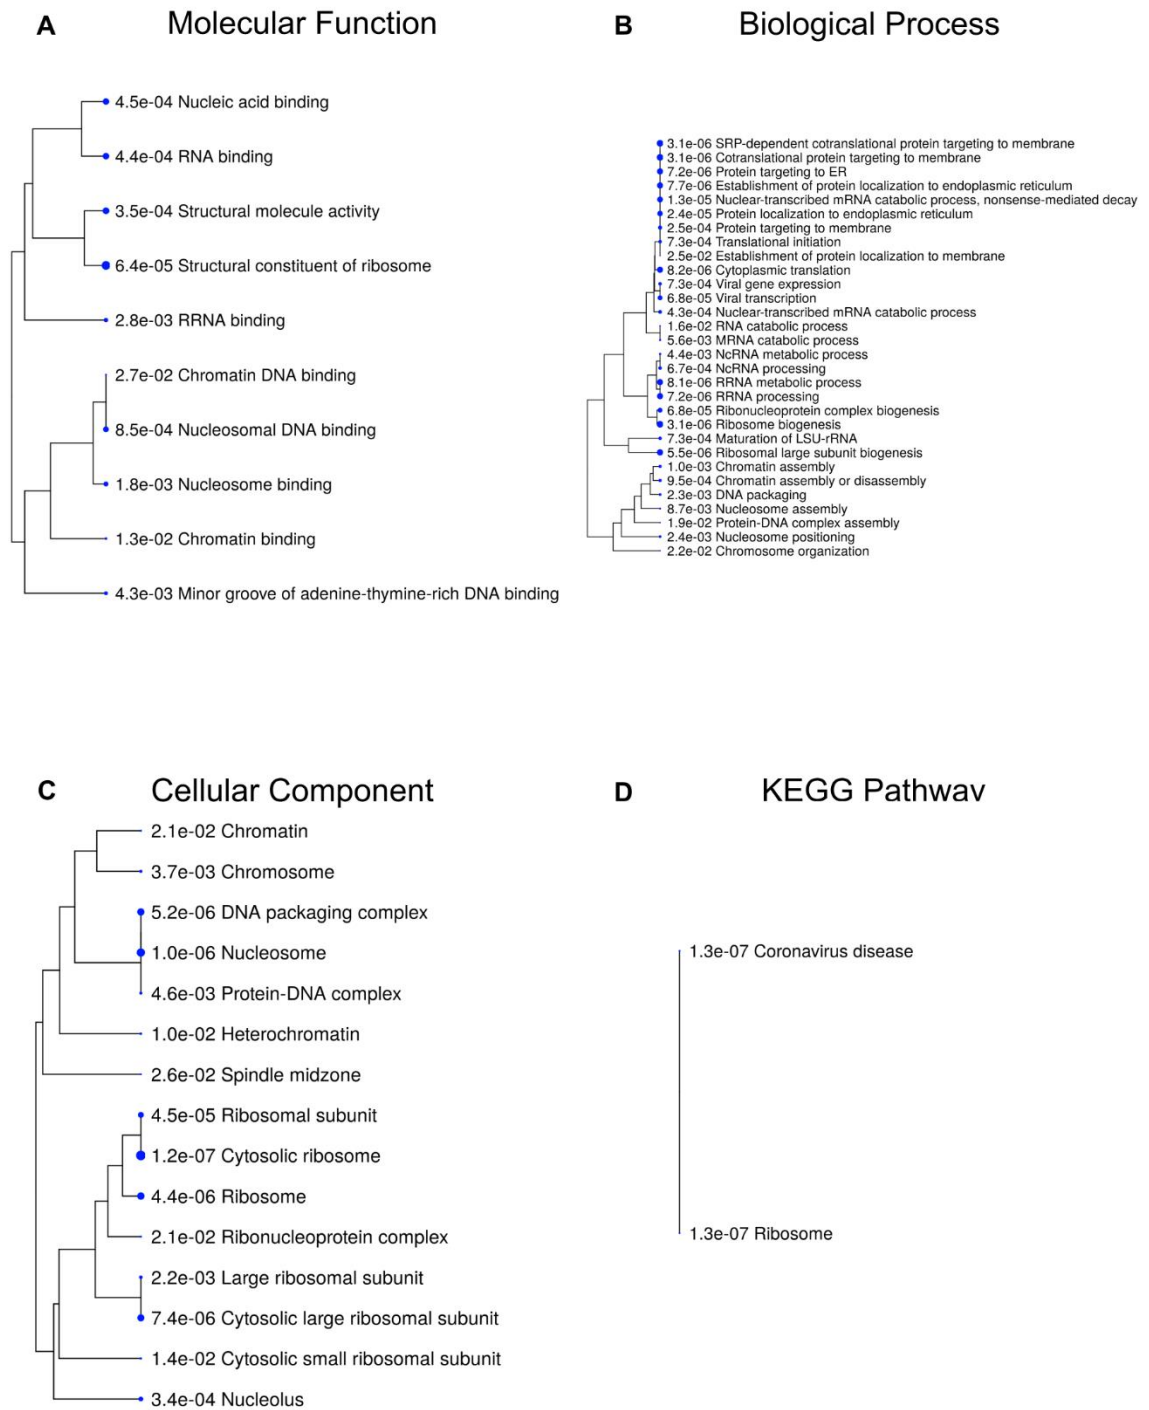 A Molecular Function
4.5e-04 Nucleic acid binding
4.4e-04 RNA binding
3.5e-04 Structural molecule activity
6.4e-05 Structural constituent of ribosome
2.8e-03 RRNA binding
2.7e-02 Chromatin DNA binding
8.5e-04 Nucleosomal DNA binding
1.8e-03 Nucleosome binding
1.3e-02 Chromatin binding
4.3e-03 Minor groove of adenine-thymine-rich DNA binding
B Biological Process
3.1e-06 SRP-dependent cotranslational protein targeting to membrane
3.1e-06 Cotranslational protein targeting to membrane
7.2e-06 Protein targeting to ER
7.7e-06 Establishment of protein localization to endoplasmic reticulum
1.3e-05 Nuclear-transcribed mRNA catabolic process, nonsense-mediated decay
2.4e-05 Protein localization to endoplasmic reticulum
2.5e-04 Protein targeting to membrane
7.3e-04 Translational initiation
2.5e-02 Establishment of protein localization to membrane
8.2e-06 Cytoplasmic translation
7.3e-04 Viral gene expression
6.8e-05 Viral transcription
4.3e-04 Nuclear-transcribed mRNA catabolic process
1.6e-02 RNA catabolic process
5.6e-03 MRNA catabolic process
4.4e-03 NcRNA metabolic process
6.7e-04 NcRNA processing
8.1e-06 RRNA metabolic process
7.2e-06 RRNA processing
6.8e-05 Ribonucleoprotein complex biogenesis
3.1e-06 Ribosome biogenesis
7.3e-04 Maturation of LSU-rRNA
5.5e-06 Ribosomal large subunit biogenesis
1.0e-03 Chromatin assembly
9.5e-04 Chromatin assembly or disassembly
2.3e-03 DNA packaging
8.7e-03 Nucleosome assembly
1.9e-02 Protein-DNA complex assembly
2.4e-03 Nucleosome positioning
2.2e-02 Chromosome organization
C Cellular Component
2.1e-02 Chromatin
3.7e-03 Chromosome
5.2e-06 DNA packaging complex
1.0e-06 Nucleosome
4.6e-03 Protein-DNA complex
1.0e-02 Heterochromatin
2.6e-02 Spindle midzone
4.5e-05 Ribosomal subunit
1.2e-07 Cytosolic ribosome
4.4e-06 Ribosome
2.1e-02 Ribonucleoprotein complex
2.2e-03 Large ribosomal subunit
7.4e-06 Cytosolic large ribosomal subunit
1.4e-02 Cytosolic small ribosomal subunit
3.4e-04 Nucleolus
D KEGG Pathwav
1.3e-07 Coronavirus disease
1.3e-07 Ribosome